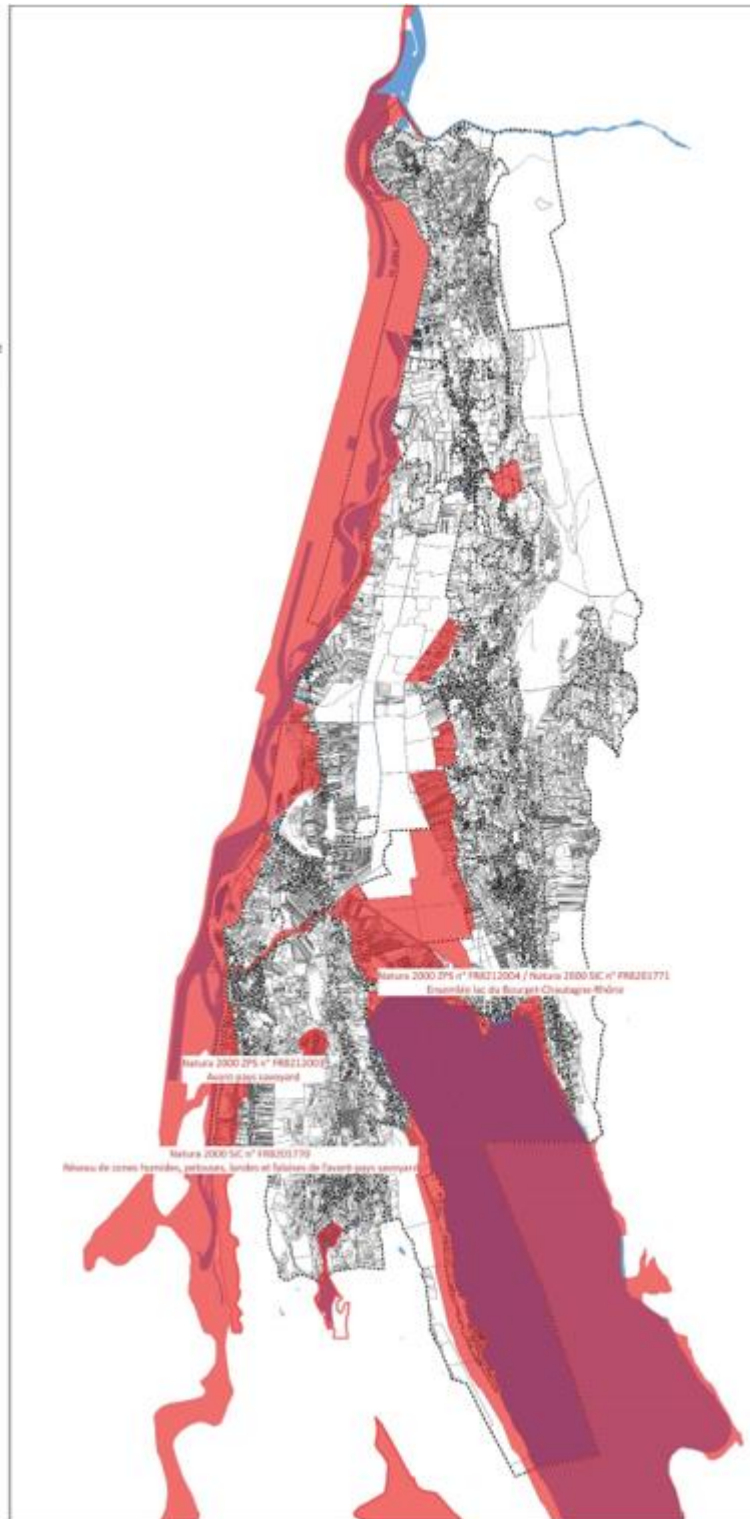 Natura 2000 ZPS n° FR8212004 / Natura 2000 SIC n° FR8201771
Ensemble lac du Bourget-Chautagne-Rhône
Natura 2000 ZPS n° FR8212003
Avant pays savoyard
Natura 2000 SIC n° FR8201770
Réseau de zones humides, pelouses, landes et falaises de l'avant-pays savoyard